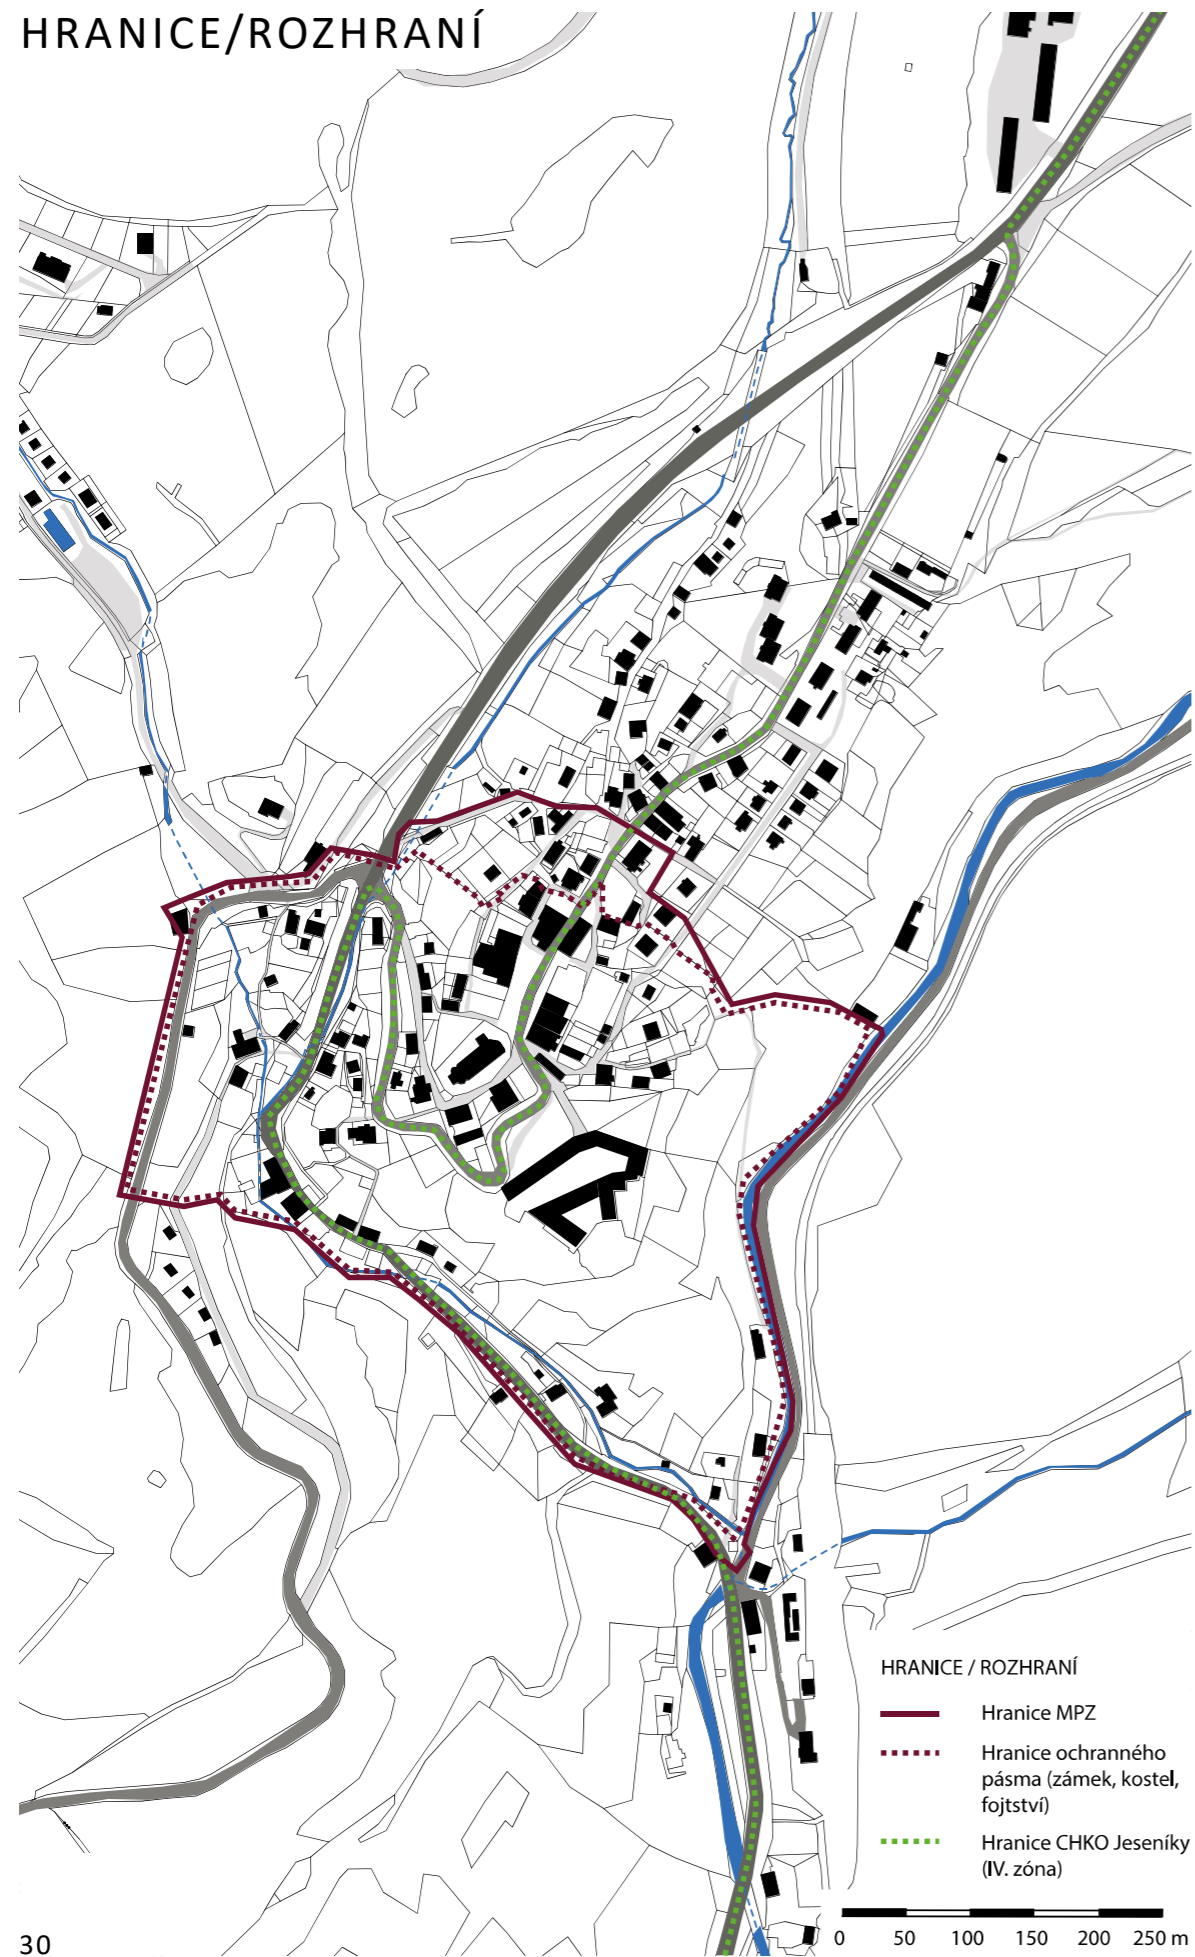 HRANICE/ROZHRANÍ
HRANICE / ROZHRANÍ
Hranice MPZ
Hranice ochranného
pásma (zámek, kostel,
fojtství)
Hranice CHKO Jeseníky
(IV. zóna)
0 50 100 150 200 250 m
30